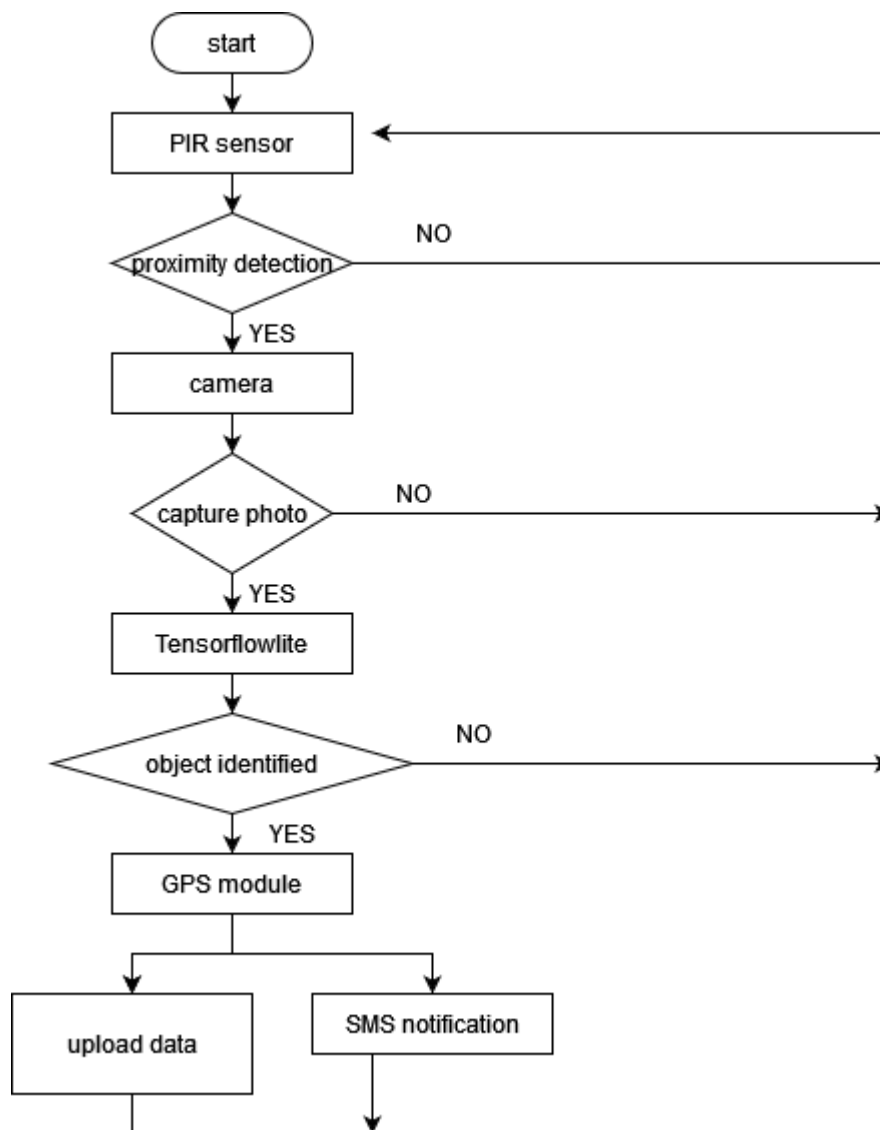 start
PIR sensor
proximity detection
NO
YES
camera
capture photo
NO
YES
Tensorflowlite
object identified
NO
YES
GPS module
upload data
SMS notification